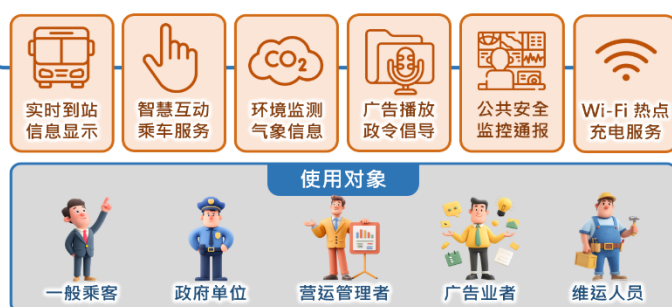 实时到站
信息显示
智慧互动
乘车服务
CO2
环境监测
气象信息
广告播放
政令倡导
公共安全
监控通报
Wi-Fi 热点
充电服务
使用对象
一般乘客
政府单位
营运管理者
广告业者
维运人员